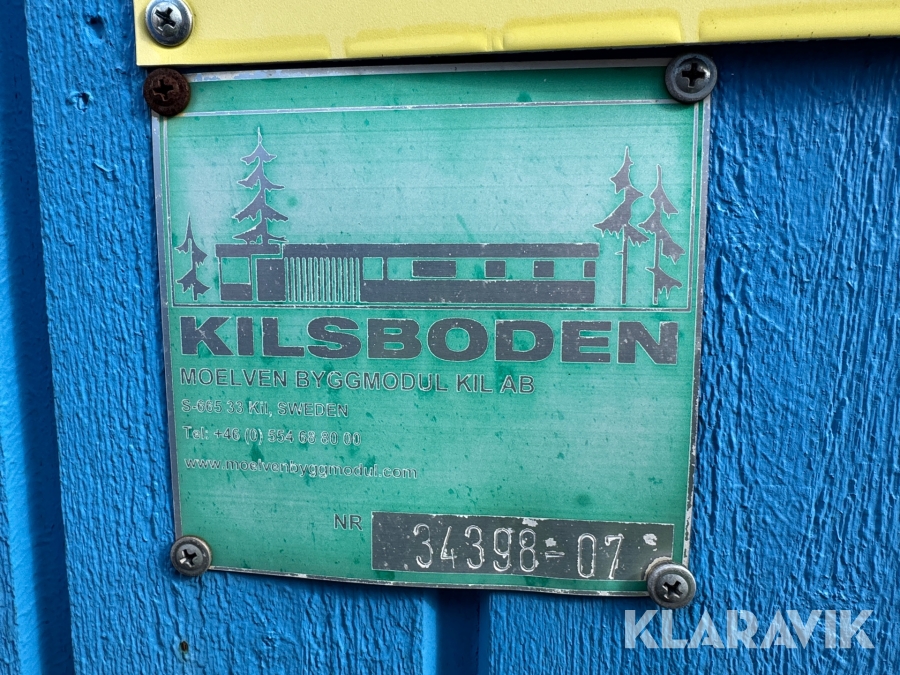 KILSBODEN
MOELVEN BYGGMODUL KIL AB
S-665 33 Kil, SWEDEN
Tel: +46 (0) 554 68 80 00
www.moelvenbyggmodul.com
NR 34398-07
KLARAVIK